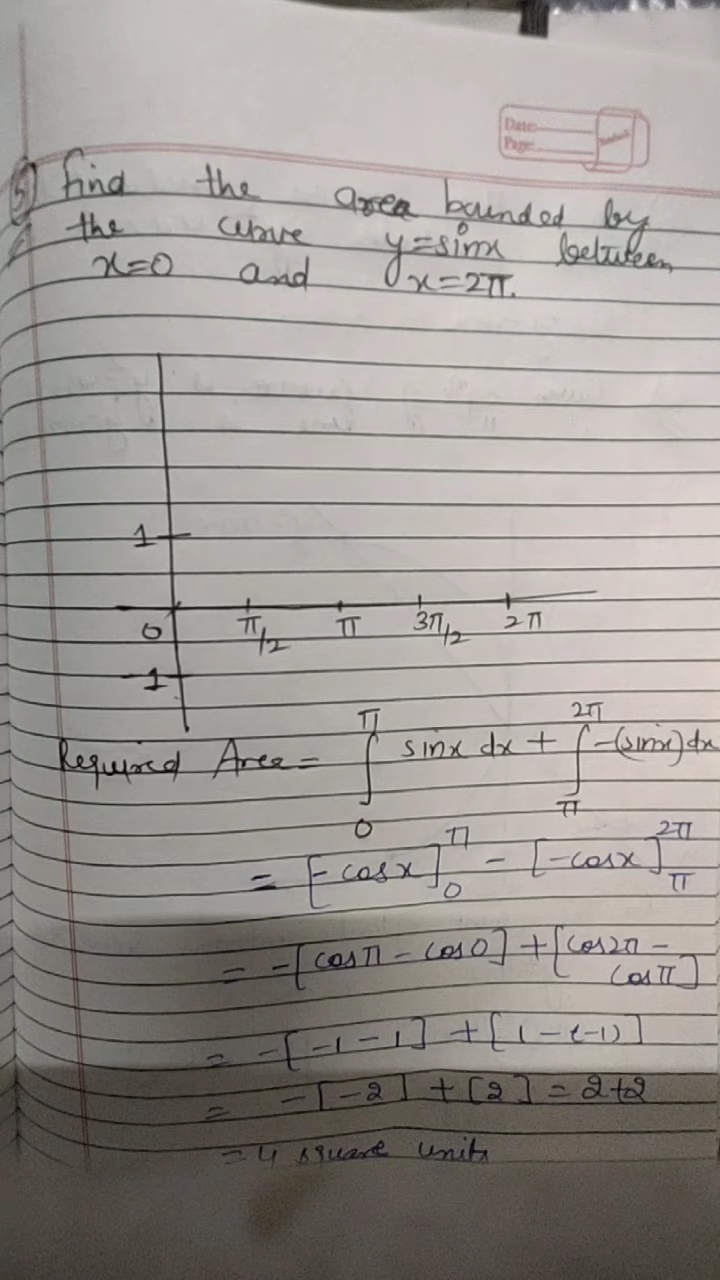 Date:
Page:
5) Find the area bounded by
the curve y=sinx between
x=0 and x=2π.
1
0 π/2 π 3π/2 2π
-1
Required Area = ∫₀^π sinx dx + ∫_π^2π -(sinx)dx
= [-cosx]₀^π - [-cosx]_π^2π
= -[cosπ - cos0] + [cos2π - cosπ]
= -[-1-1] + [1-(-1)]
= -[-2] + [2] = 2+2
= 4 square units